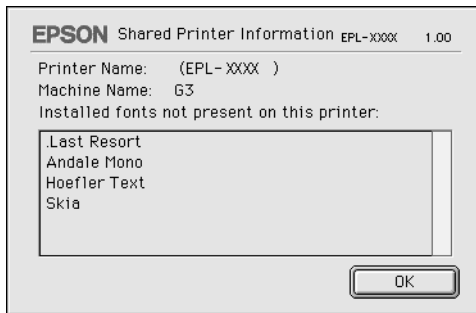 EPSON Shared Printer Information EPL-XXXX 1.00
Printer Name: (EPL-XXXX )
Machine Name: G3
Installed fonts not present on this printer:
.Last Resort
Andale Mono
Hoefler Text
Skia
OK